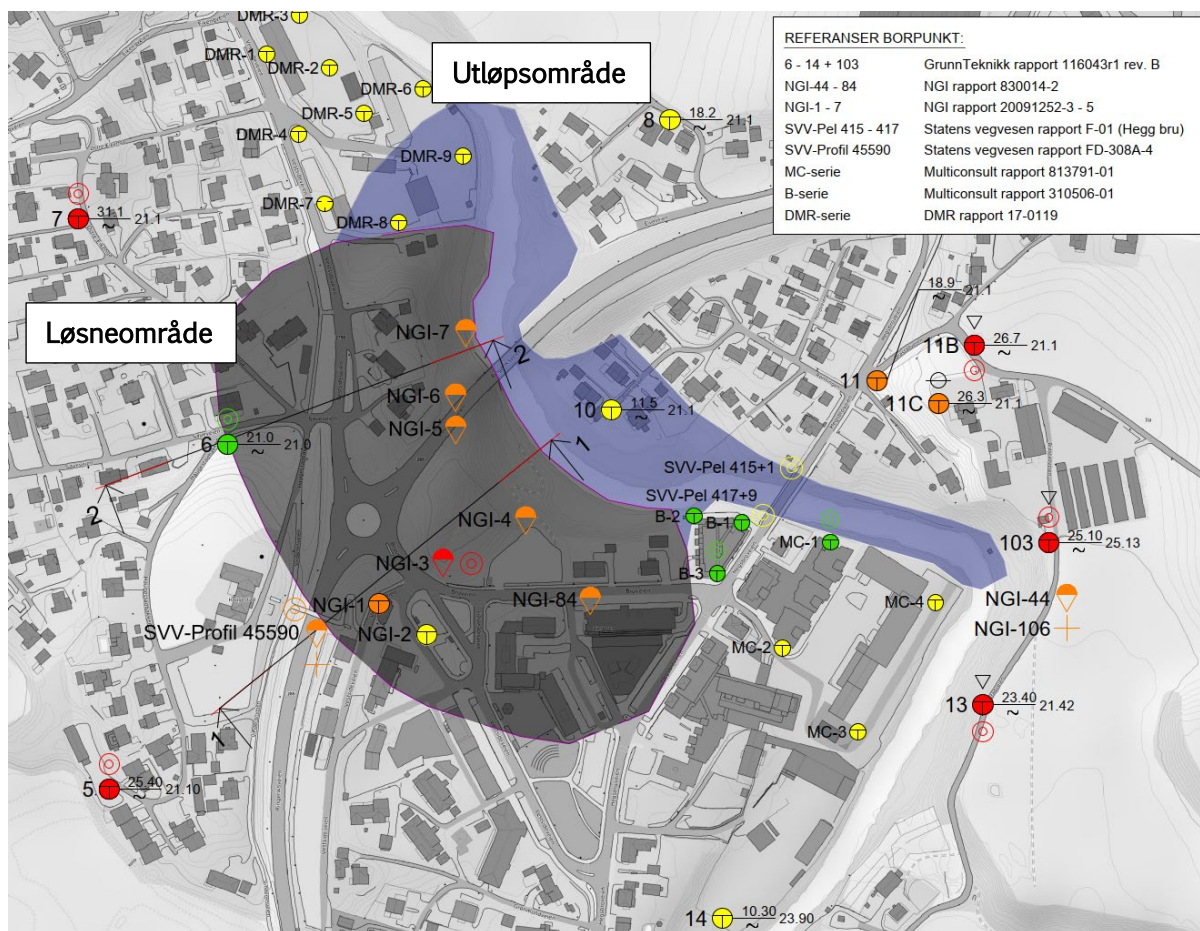 DMR-3
DMR-1
DMR-2
DMR-6
DMR-5
DMR-4
DMR-9
DMR-7
DMR-8
Utløpsområde
8 18.2 ~ 21.1
REFERANSER BORPUNKT:
6 - 14 + 103 GrunnTeknikk rapport 116043r1 rev. B
NGI-44 - 84 NGI rapport 830014-2
NGI-1 - 7 NGI rapport 20091252-3 - 5
SVV-Pel 415 - 417 Statens vegvesen rapport F-01 (Hegg bru)
SVV-Profil 45590 Statens vegvesen rapport FD-308A-4
MC-serie Multiconsult rapport 813791-01
B-serie Multiconsult rapport 310506-01
DMR-serie DMR rapport 17-0119
7 31.1 ~ 21.1
Løsneområde
18.9 ~ 21.1
NGI-7
2
11B 26.7 ~ 21.1
11
11C 26.3 ~ 21.1
NGI-6
10 11.5 ~ 21.1
NGI-5
6 21.0 ~ 21.0
1
SVV-Pel 415+1
2
SVV-Pel 417+9
NGI-4
B-2
B-1
MC-1
103 25.10 ~ 25.13
NGI-3
B-3
NGI-1
NGI-84
MC-4
NGI-44
SVV-Profil 45590
NGI-2
NGI-106
MC-2
13 23.40 ~ 21.42
1
MC-3
5 25.40 ~ 21.10
14 10.30 ~ 23.90